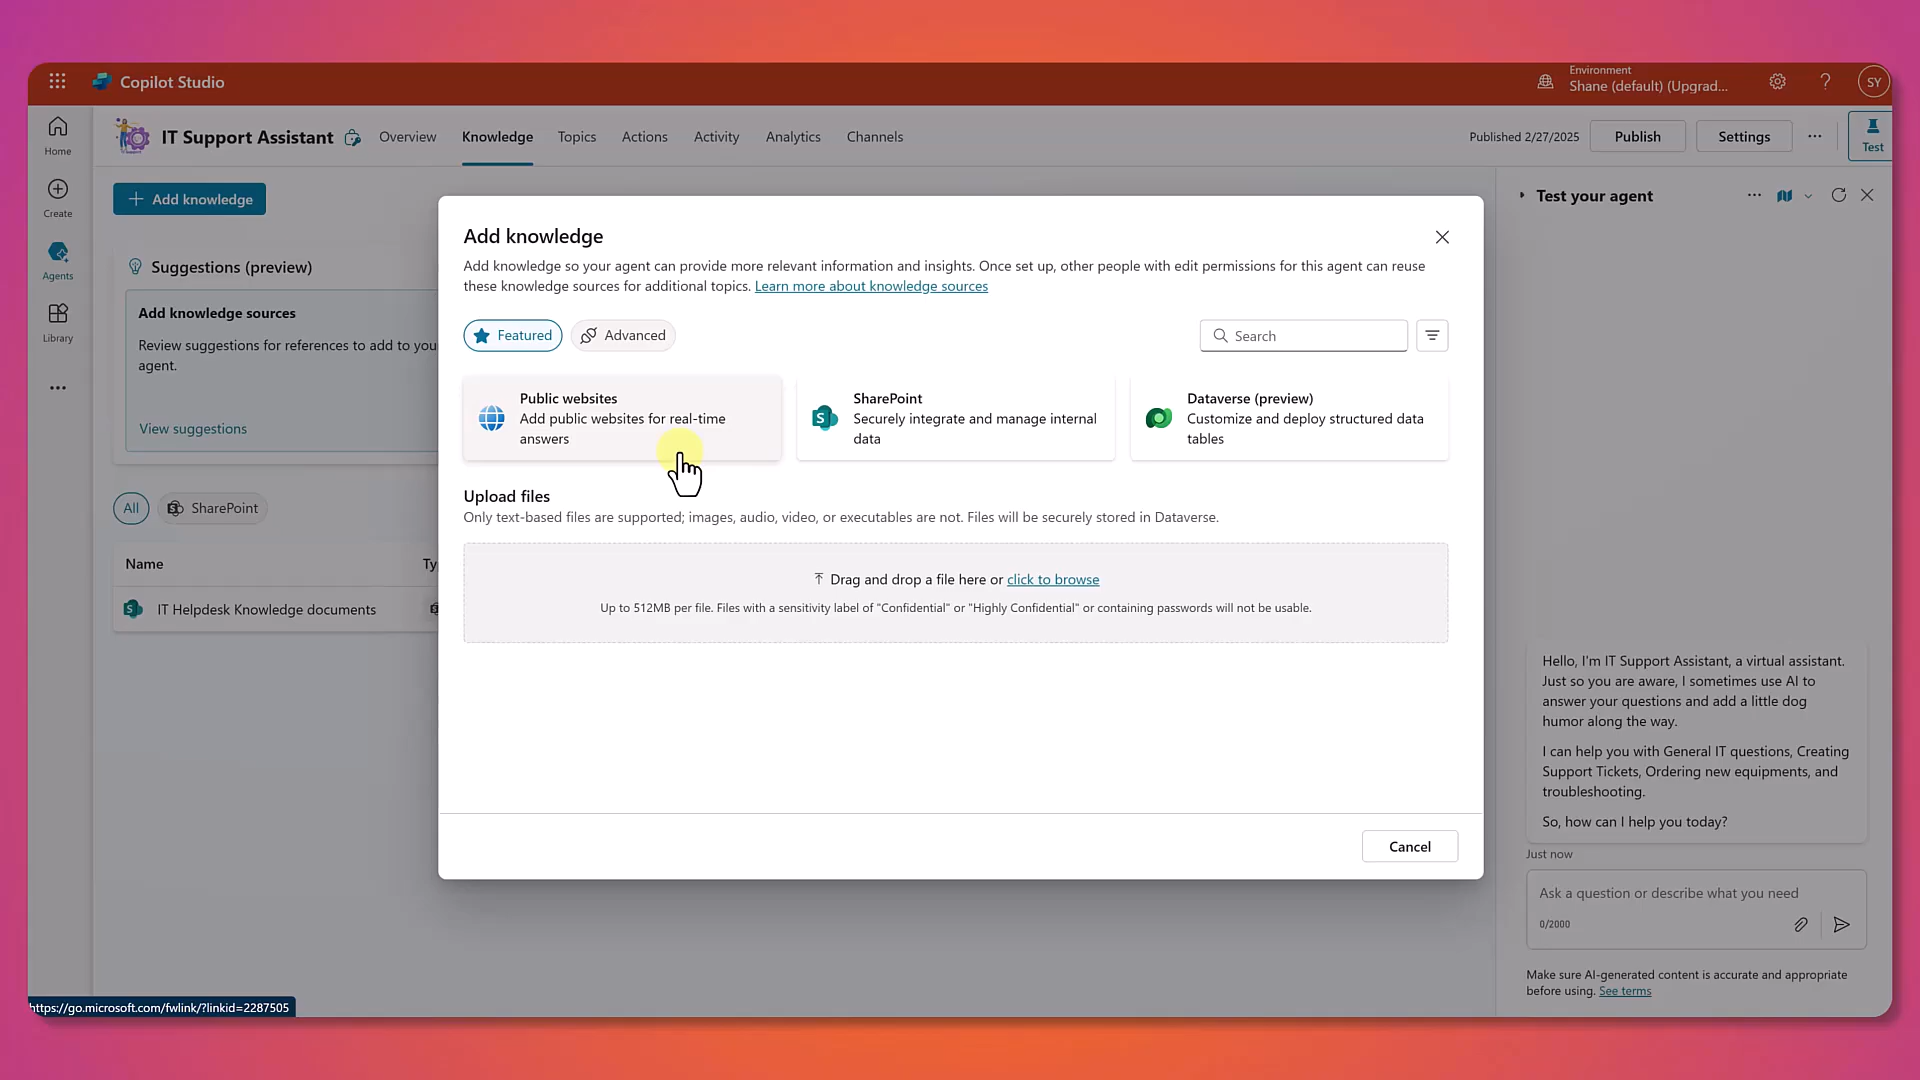 Copilot Studio
Environment
Shane (default) (Upgrad...
?
SY
Home
Create
Agents
Library
IT Support Assistant
Overview
Knowledge
Topics
Actions
Activity
Analytics
Channels
Published 2/27/2025
Publish
Settings
Test
Add knowledge
Suggestions (preview)
Add knowledge sources
Review suggestions for references to add to you
agent.
View suggestions
All
SharePoint
Name
Ty
IT Helpdesk Knowledge documents
Add knowledge
Add knowledge so your agent can provide more relevant information and insights. Once set up, other people with edit permissions for this agent can reuse
these knowledge sources for additional topics. Learn more about knowledge sources
Featured
Advanced
Search
Public websites
Add public websites for real-time
answers
SharePoint
Securely integrate and manage internal
data
Dataverse (preview)
Customize and deploy structured data
tables
Upload files
Only text-based files are supported; images, audio, video, or executables are not. Files will be securely stored in Dataverse.
Drag and drop a file here or click to browse
Up to 512MB per file. Files with a sensitivity label of "Confidential" or "Highly Confidential" or containing passwords will not be usable.
Cancel
Test your agent
Hello, I'm IT Support Assistant, a virtual assistant.
Just so you are aware, I sometimes use AI to
answer your questions and add a little dog
humor along the way.
I can help you with General IT questions, Creating
Support Tickets, Ordering new equipments, and
troubleshooting.
So, how can I help you today?
Just now
Ask a question or describe what you need
0/2000
Make sure AI-generated content is accurate and appropriate
before using. See terms
https://go.microsoft.com/fwlink/?linkid=2287505